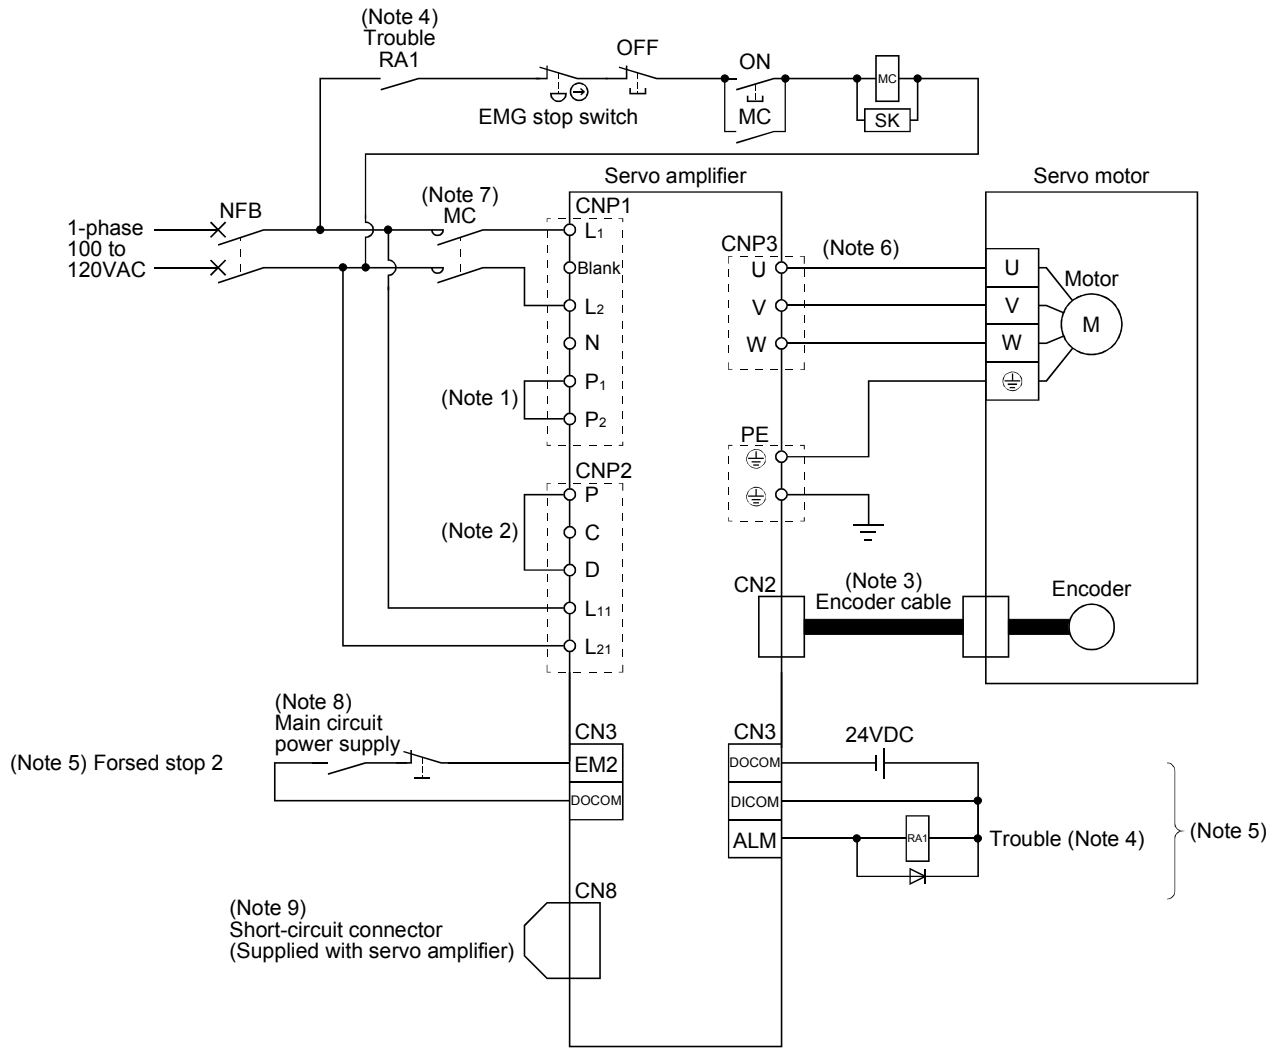 (Note 4)
Trouble
RA1
OFF
ON
MC
EMG stop switch
MC
SK
Servo amplifier
Servo motor
(Note 7)
MC
NFB
1-phase
100 to
120VAC
CNP1
L1
Blank
L2
N
P1
P2
(Note 1)
CNP3
U
V
W
(Note 6)
U
V
W
Motor
M
PE
CNP2
P
C
D
L11
L21
(Note 2)
CN2
(Note 3)
Encoder cable
Encoder
(Note 8)
Main circuit
power supply
(Note 5) Forsed stop 2
CN3
EM2
DOCOM
CN3
DOCOM
DICOM
ALM
24VDC
RA1
Trouble (Note 4)
(Note 5)
CN8
(Note 9)
Short-circuit connector
(Supplied with servo amplifier)